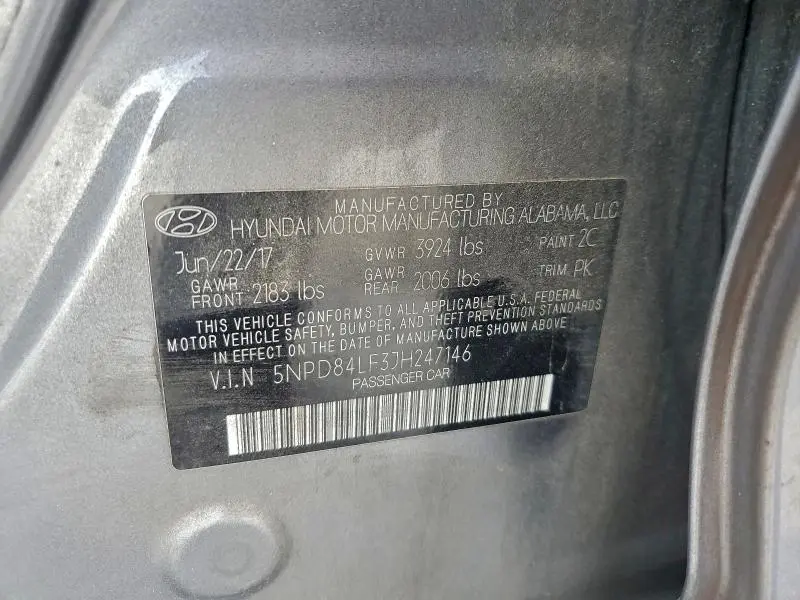 MANUFACTURED BY
HYUNDAI MOTOR MANUFACTURING ALABAMA, LLC
Jun/22/17 GVWR 3924 lbs PAINT 2C
GAWR FRONT 2183 lbs GAWR REAR 2006 lbs TRIM PK
THIS VEHICLE CONFORMS TO ALL APPLICABLE U.S.A. FEDERAL
MOTOR VEHICLE SAFETY, BUMPER, AND THEFT PREVENTION STANDARDS
IN EFFECT ON THE DATE OF MANUFACTURE SHOWN ABOVE
V.I.N 5NPD84LF3JH247146
PASSENGER CAR